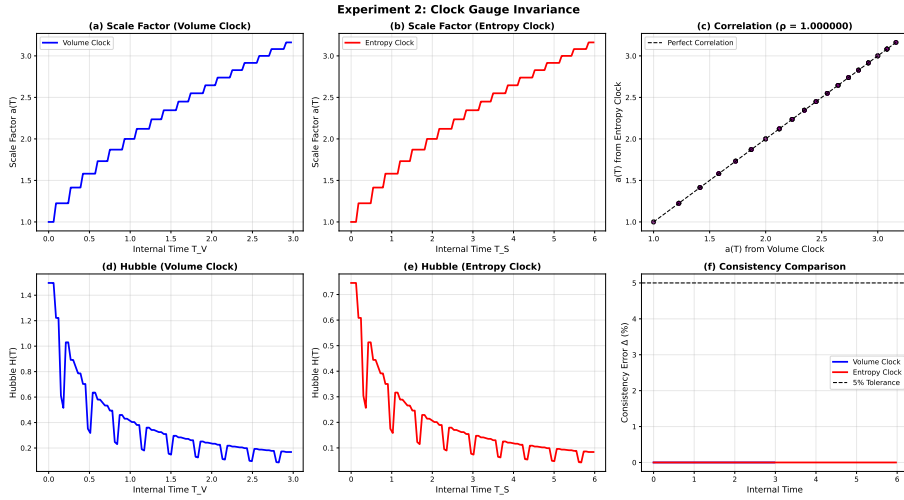 Experiment 2: Clock Gauge Invariance
(a) Scale Factor (Volume Clock)
Scale Factor a(T)
3.0
2.5
2.0
1.5
1.0
Volume Clock
0.0 0.5 1.0 1.5 2.0 2.5 3.0
Internal Time T_V
(b) Scale Factor (Entropy Clock)
Scale Factor a(T)
3.0
2.5
2.0
1.5
1.0
Entropy Clock
0 1 2 3 4 5 6
Internal Time T_S
(c) Correlation (ρ = 1.000000)
a(T) from Entropy Clock
3.0
2.5
2.0
1.5
1.0
Perfect Correlation
1.0 1.5 2.0 2.5 3.0
a(T) from Volume Clock
(d) Hubble (Volume Clock)
Hubble H(T)
1.4
1.2
1.0
0.8
0.6
0.4
0.2
0.0 0.5 1.0 1.5 2.0 2.5 3.0
Internal Time T_V
(e) Hubble (Entropy Clock)
Hubble H(T)
0.7
0.6
0.5
0.4
0.3
0.2
0.1
0 1 2 3 4 5 6
Internal Time T_S
(f) Consistency Comparison
Consistency Error Δ (%)
5
4
3
2
1
0
Volume Clock
Entropy Clock
5% Tolerance
0 1 2 3 4 5 6
Internal Time